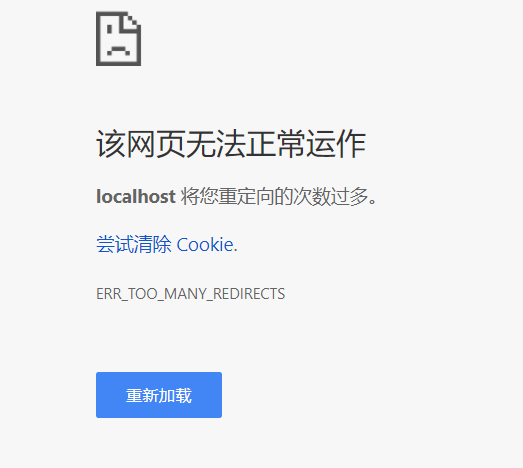 该网页无法正常运作
localhost 将您重定向的次数过多。
尝试清除 Cookie.
ERR_TOO_MANY_REDIRECTS
重新加载